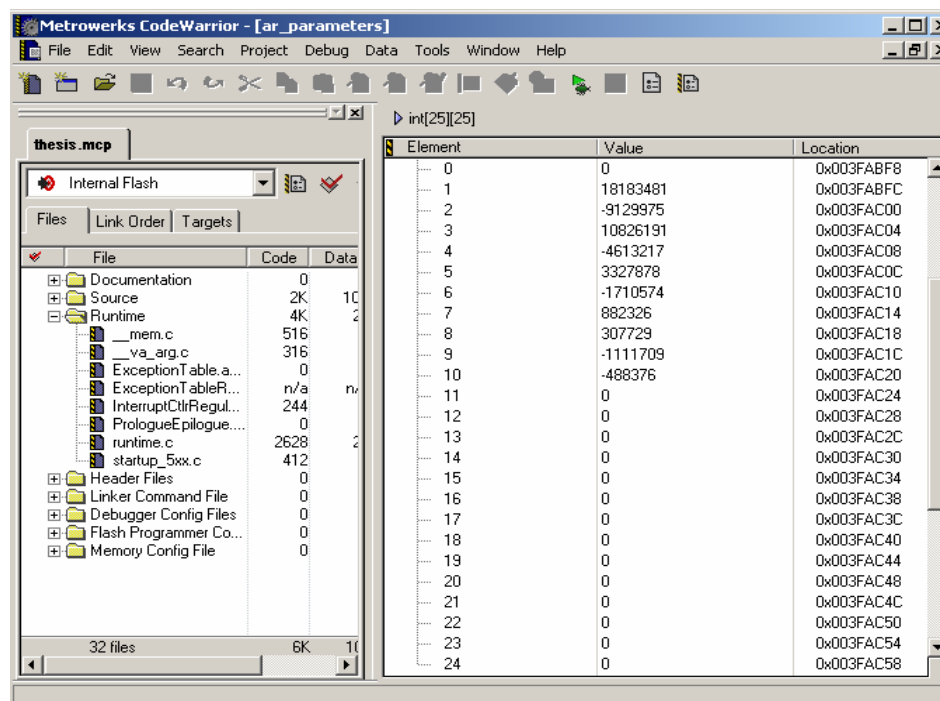 Metrowerks CodeWarrior - [ar_parameters]
File Edit View Search Project Debug Data Tools Window Help
thesis.mcp
Internal Flash
Files Link Order Targets
File Code Data
Documentation 0
Source 2K 10
Runtime 4K 2
__mem.c 516
__va_arg.c 316
ExceptionTable.a... 0
ExceptionTableR... n/a n/
InterruptCtlrRegul... 244
PrologueEpilogue.... 0
runtime.c 2628 2
startup_5xx.c 412
Header Files 0
Linker Command File 0
Debugger Config Files 0
Flash Programmer Co... 0
Memory Config File 0
32 files 6K 10
int[25][25]
Element Value Location
0 0 0x003FABF8
1 18183481 0x003FABFC
2 -9129975 0x003FAC00
3 10826191 0x003FAC04
4 -4613217 0x003FAC08
5 3327878 0x003FAC0C
6 -1710574 0x003FAC10
7 882326 0x003FAC14
8 307729 0x003FAC18
9 -1111709 0x003FAC1C
10 -488376 0x003FAC20
11 0 0x003FAC24
12 0 0x003FAC28
13 0 0x003FAC2C
14 0 0x003FAC30
15 0 0x003FAC34
16 0 0x003FAC38
17 0 0x003FAC3C
18 0 0x003FAC40
19 0 0x003FAC44
20 0 0x003FAC48
21 0 0x003FAC4C
22 0 0x003FAC50
23 0 0x003FAC54
24 0 0x003FAC58